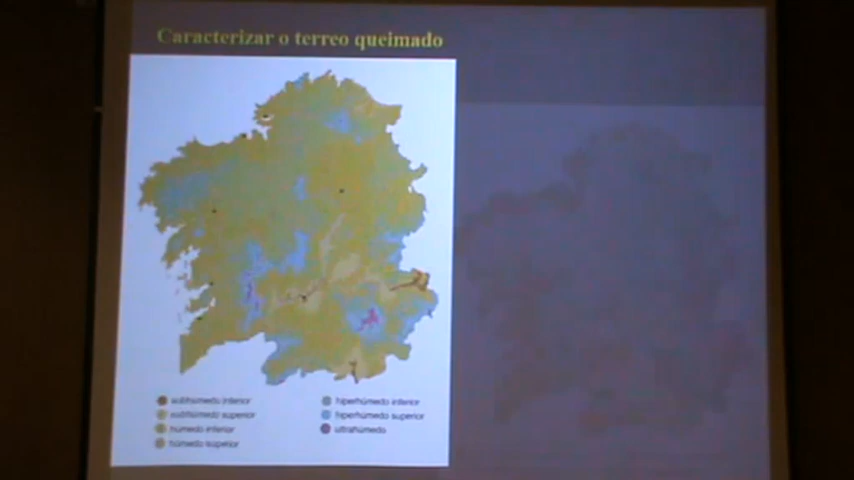 Caracterizar o terreo queimado
subhúmedo inferior
subhúmedo superior
húmedo inferior
húmedo superior
hiperhúmedo inferior
hiperhúmedo superior
ultrahúmedo